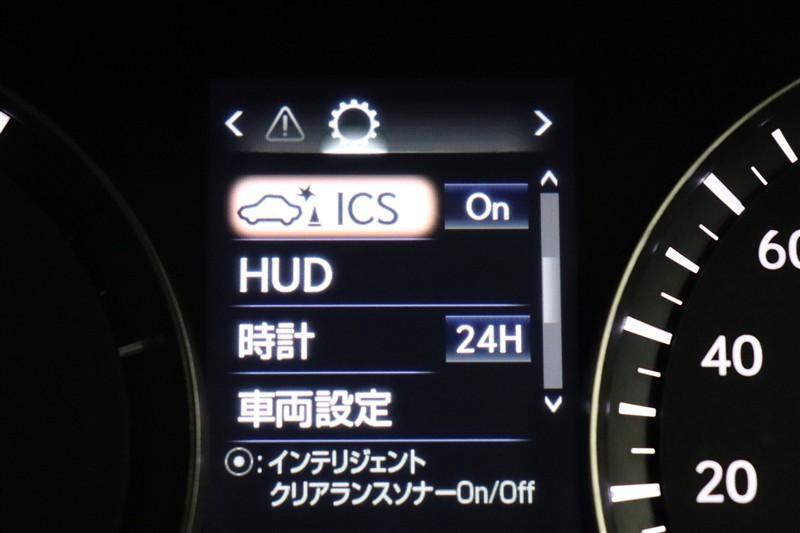 ICS On
HUD
時計 24H
車両設定
⦿:インテリジェント
クリアランスソナーOn/Off
60
40
20